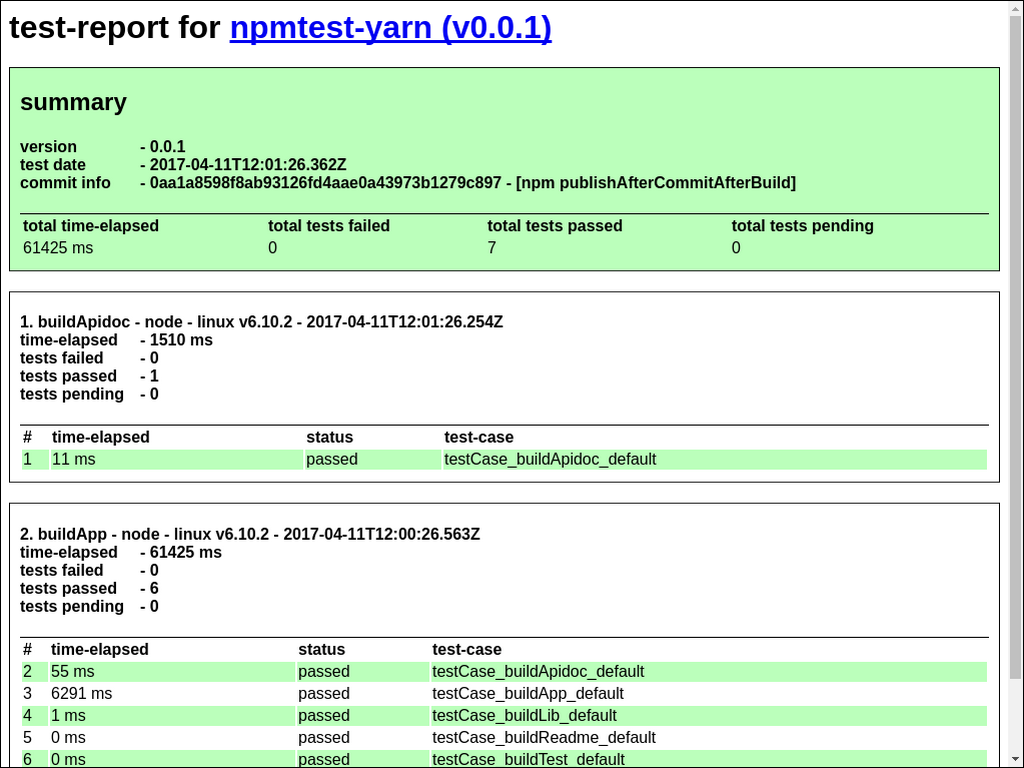 test-report for npmtest-yarn (v0.0.1)
summary
version - 0.0.1
test date - 2017-04-11T12:01:26.362Z
commit info - 0aa1a8598f8ab93126fd4aae0a43973b1279c897 - [npm publishAfterCommitAfterBuild]
total time-elapsed total tests failed total tests passed total tests pending
61425 ms 0 7 0
1. buildApidoc - node - linux v6.10.2 - 2017-04-11T12:01:26.254Z
time-elapsed - 1510 ms
tests failed - 0
tests passed - 1
tests pending - 0
# time-elapsed status test-case
1 11 ms passed testCase_buildApidoc_default
2. buildApp - node - linux v6.10.2 - 2017-04-11T12:00:26.563Z
time-elapsed - 61425 ms
tests failed - 0
tests passed - 6
tests pending - 0
# time-elapsed status test-case
2 55 ms passed testCase_buildApidoc_default
3 6291 ms passed testCase_buildApp_default
4 1 ms passed testCase_buildLib_default
5 0 ms passed testCase_buildReadme_default
6 0 ms passed testCase_buildTest_default